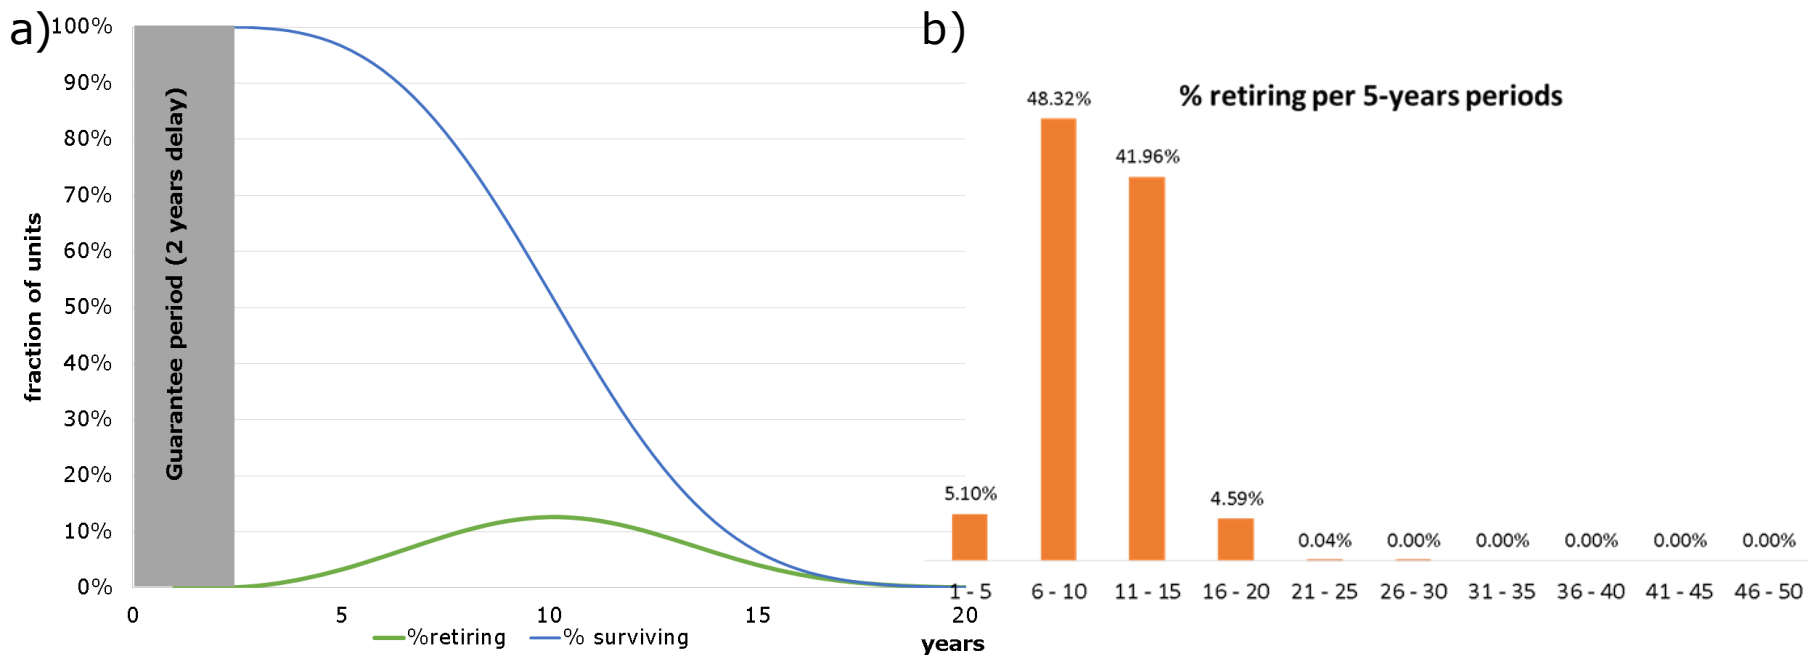 a)
100%
90%
80%
70%
60%
50%
40%
30%
20%
10%
0%
fraction of units
Guarantee period (2 years delay)
0 5 10 15 20
%retiring % surviving
years
b)
% retiring per 5-years periods
5.10% 48.32% 41.96% 4.59% 0.04% 0.00% 0.00% 0.00% 0.00% 0.00%
1 - 5 6 - 10 11 - 15 16 - 20 21 - 25 26 - 30 31 - 35 36 - 40 41 - 45 46 - 50